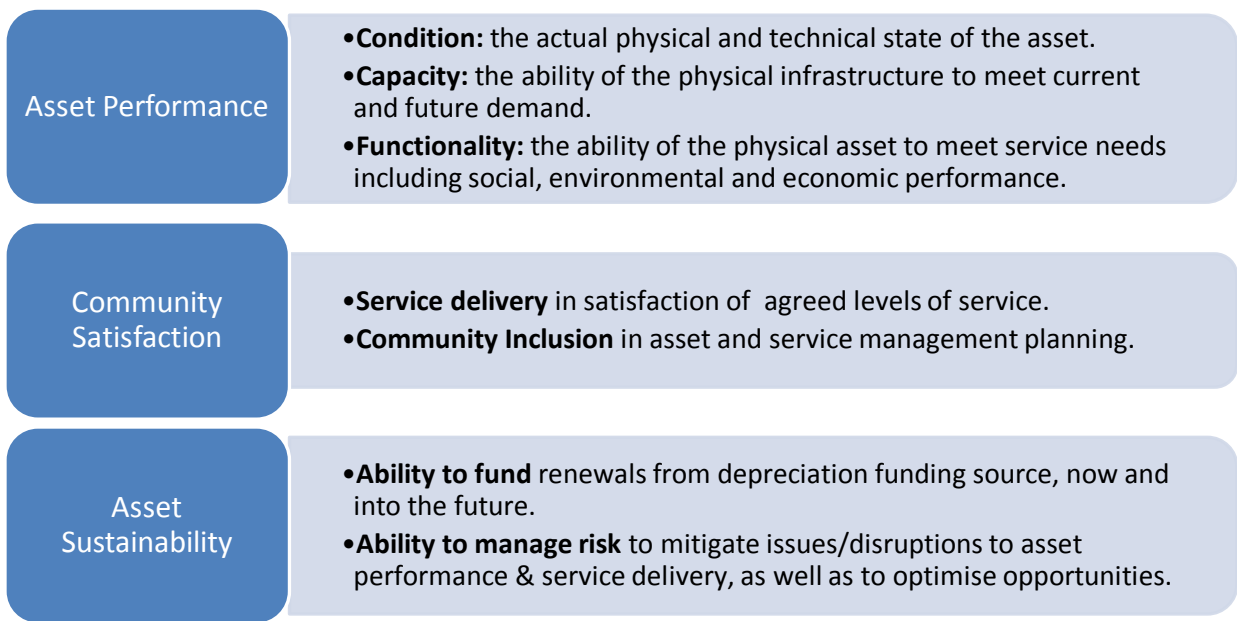 Asset Performance
•Condition: the actual physical and technical state of the asset.
•Capacity: the ability of the physical infrastructure to meet current
and future demand.
•Functionality: the ability of the physical asset to meet service needs
including social, environmental and economic performance.
Community
Satisfaction
•Service delivery in satisfaction of  agreed levels of service.
•Community Inclusion in asset and service management planning.
Asset
Sustainability
•Ability to fund renewals from depreciation funding source, now and
into the future.
•Ability to manage risk to mitigate issues/disruptions to asset
performance & service delivery, as well as to optimise opportunities.